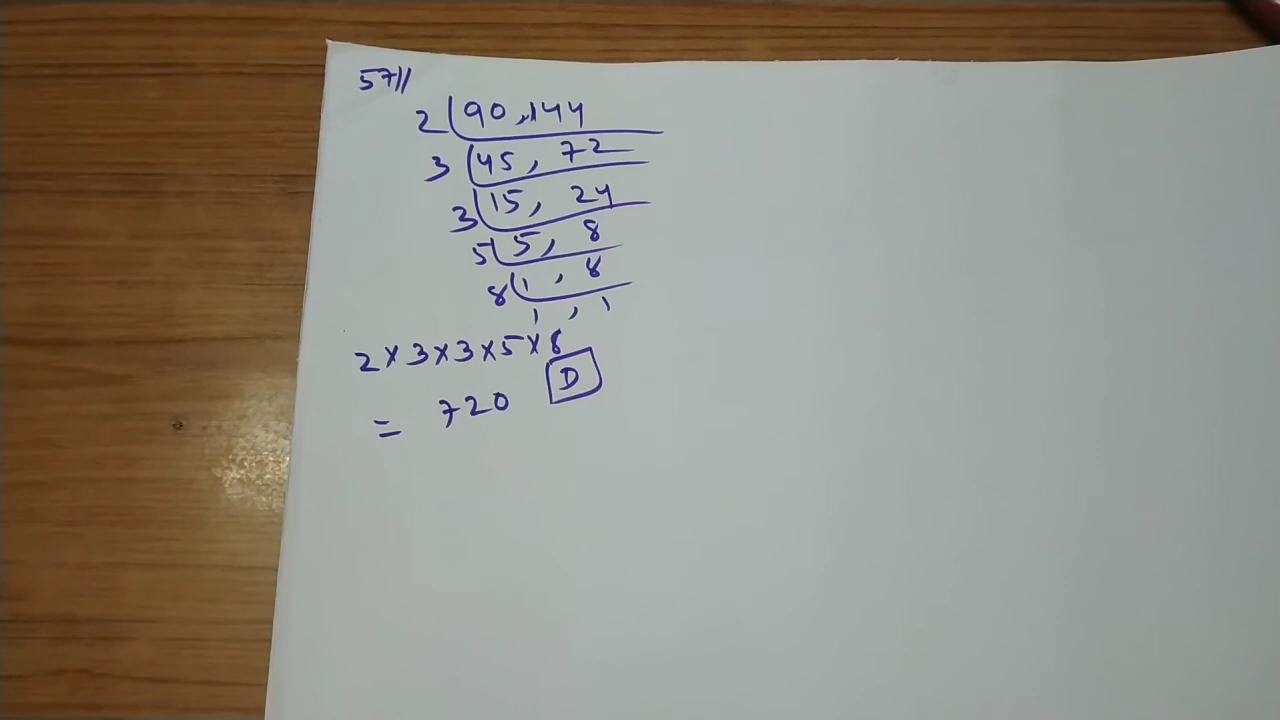 57//
2 | 90, 144
3 | 45, 72
3 | 15, 24
5 | 5, 8
8 | 1, 8
1, 1
2 × 3 × 3 × 5 × 8
= 720 D